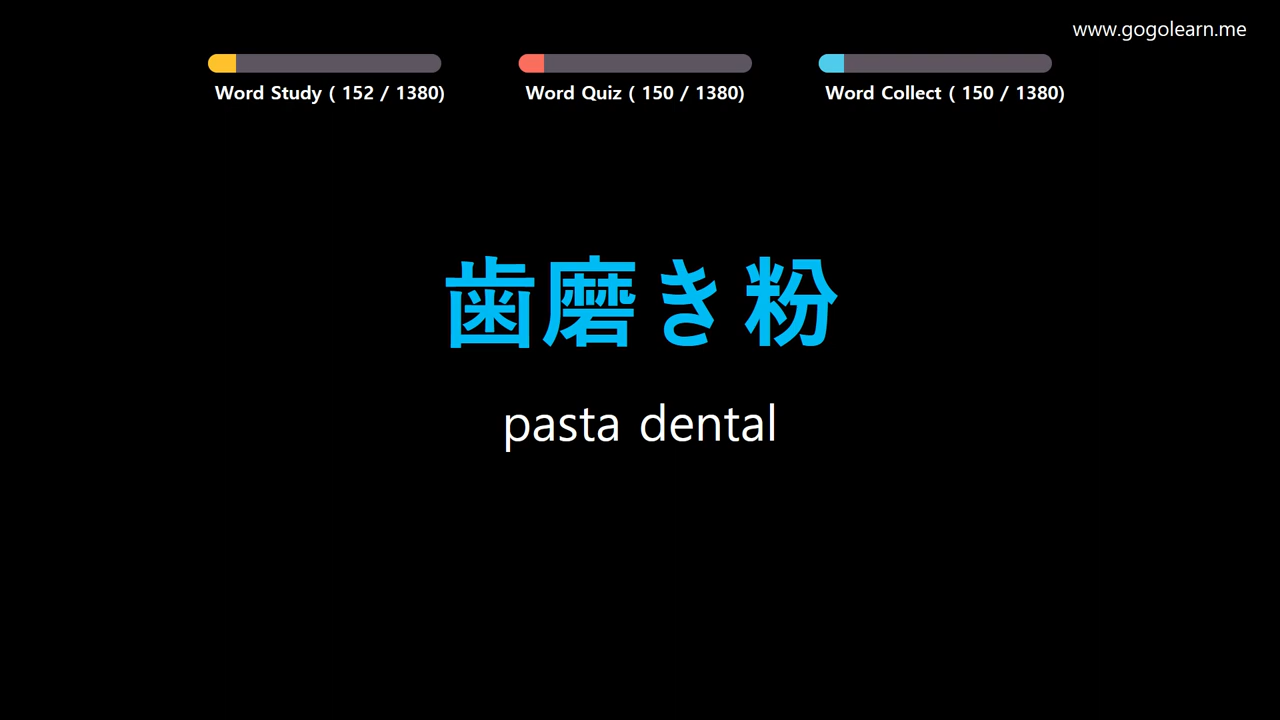 www.gogolearn.me
Word Study ( 152 / 1380)
Word Quiz ( 150 / 1380)
Word Collect ( 150 / 1380)
歯磨き粉
pasta dental